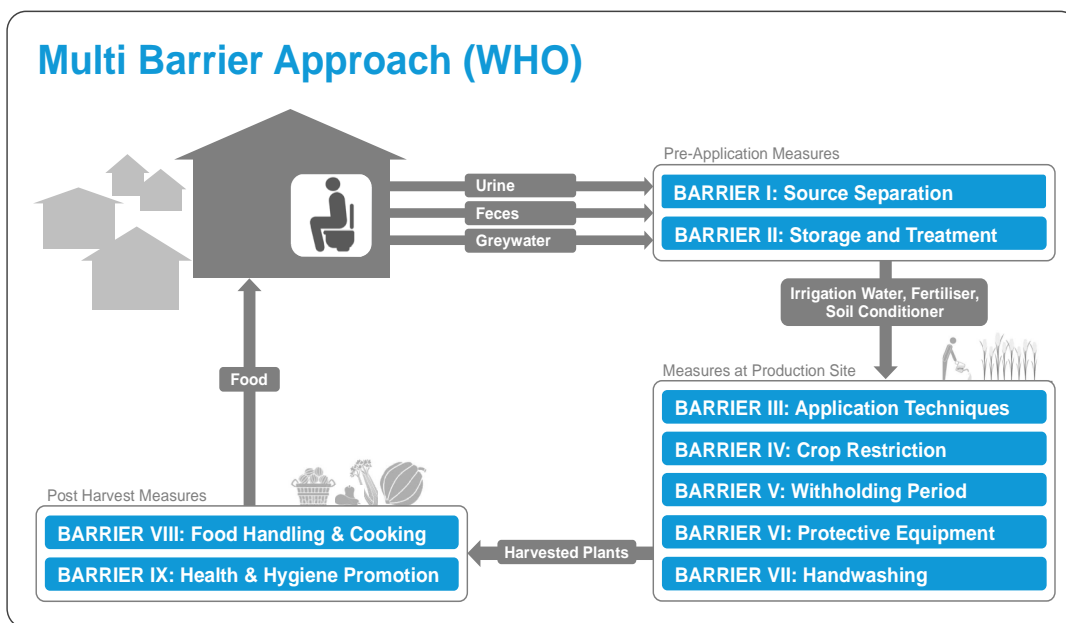 Multi Barrier Approach (WHO)
Pre-Application Measures
Urine
BARRIER I: Source Separation
Feces
BARRIER II: Storage and Treatment
Greywater
Irrigation Water, Fertiliser,
Soil Conditioner
Measures at Production Site
Food
BARRIER III: Application Techniques
BARRIER IV: Crop Restriction
BARRIER V: Withholding Period
BARRIER VI: Protective Equipment
BARRIER VII: Handwashing
Harvested Plants
Post Harvest Measures
BARRIER VIII: Food Handling & Cooking
BARRIER IX: Health & Hygiene Promotion